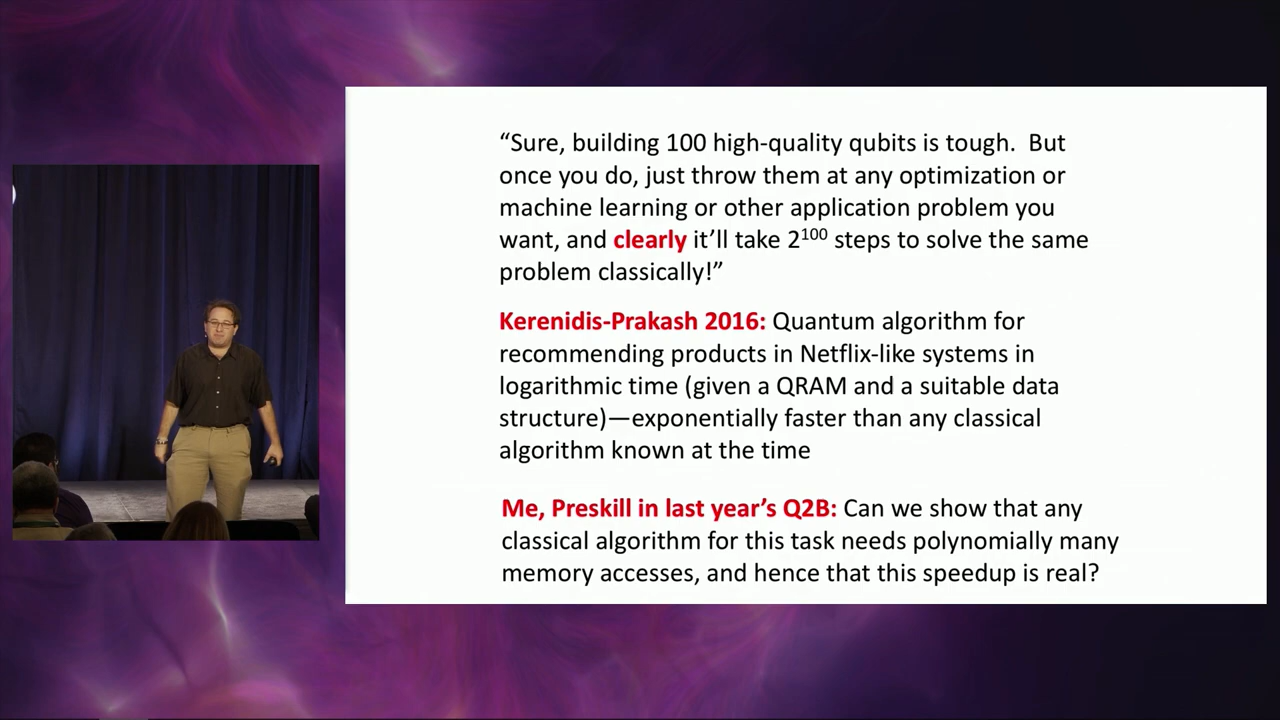 “Sure, building 100 high-quality qubits is tough.  But
once you do, just throw them at any optimization or
machine learning or other application problem you
want, and clearly it’ll take 2¹⁰⁰ steps to solve the same
problem classically!”
Kerenidis-Prakash 2016: Quantum algorithm for
recommending products in Netflix-like systems in
logarithmic time (given a QRAM and a suitable data
structure)—exponentially faster than any classical
algorithm known at the time
Me, Preskill in last year’s Q2B: Can we show that any
classical algorithm for this task needs polynomially many
memory accesses, and hence that this speedup is real?